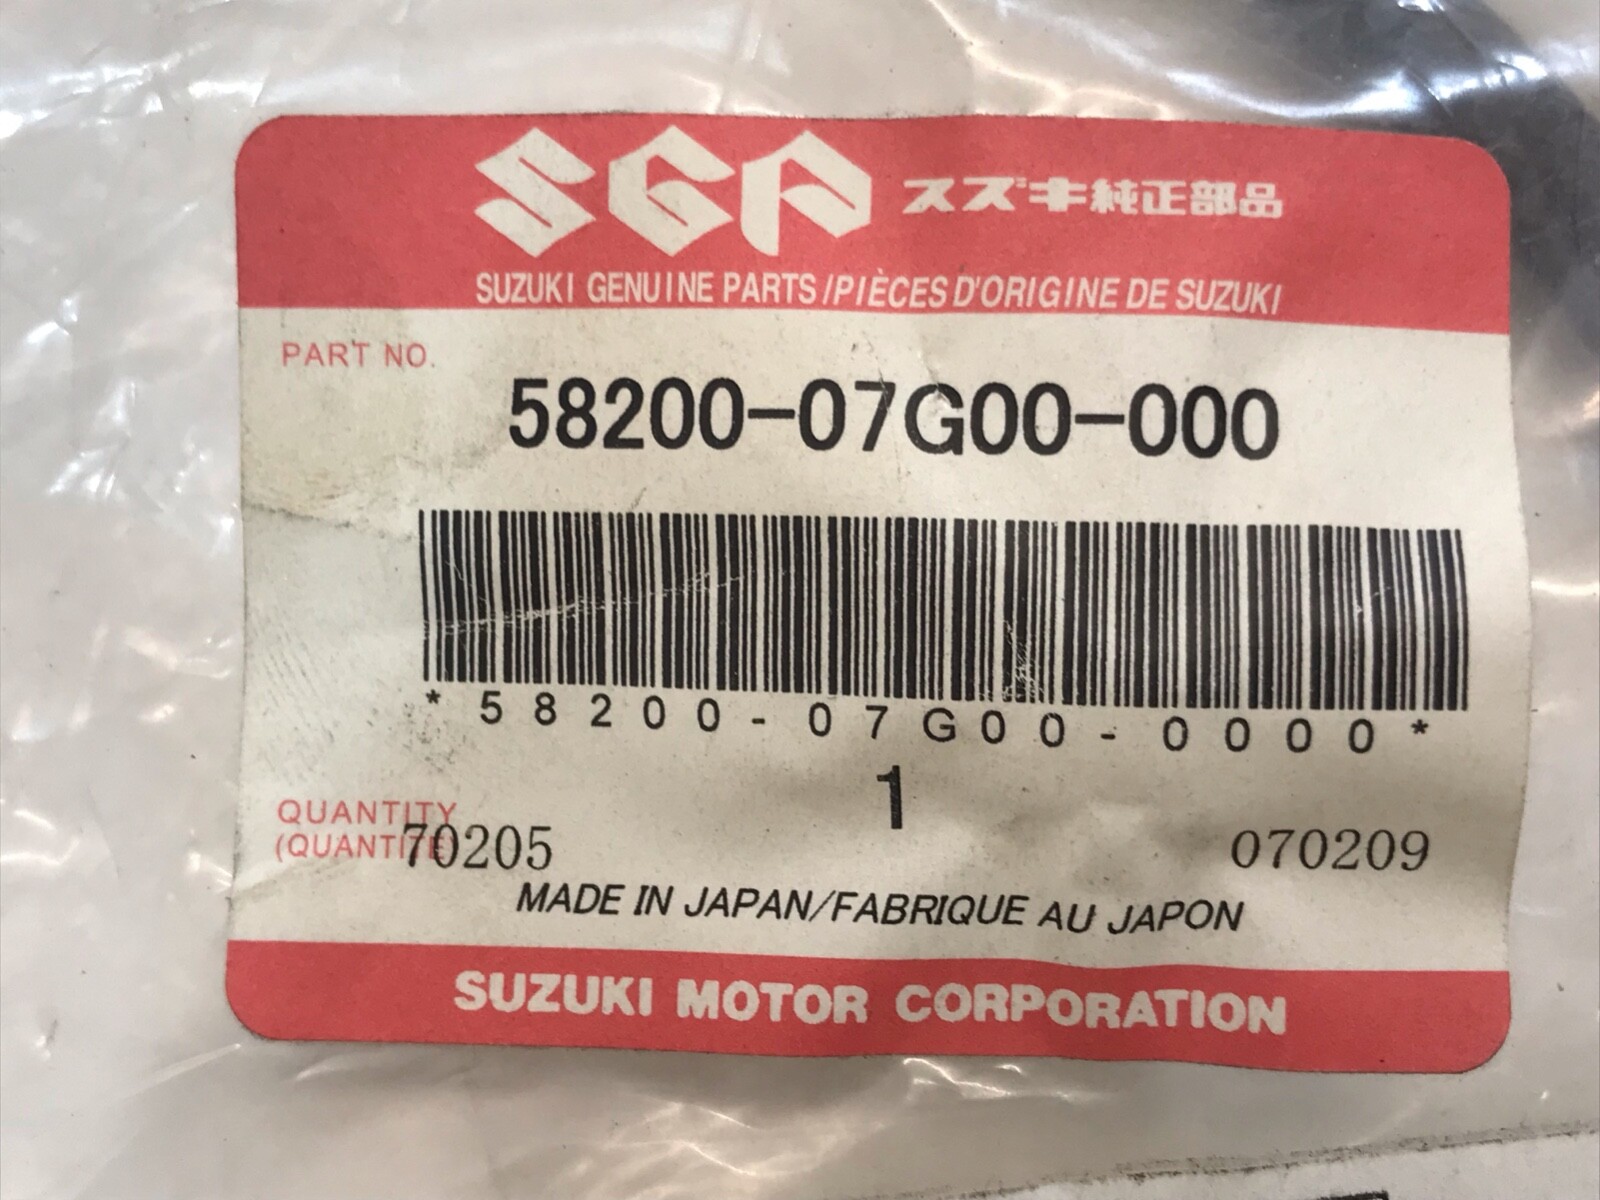 SGP スズキ純正部品
SUZUKI GENUINE PARTS/PIÈCES D'ORIGINE DE SUZUKI
PART NO.
58200-07G00-000
*58200-07G00-0000*
1
QUANTITY
(QUANTITÉ)
70205
070209
MADE IN JAPAN/FABRIQUE AU JAPON
SUZUKI MOTOR CORPORATION